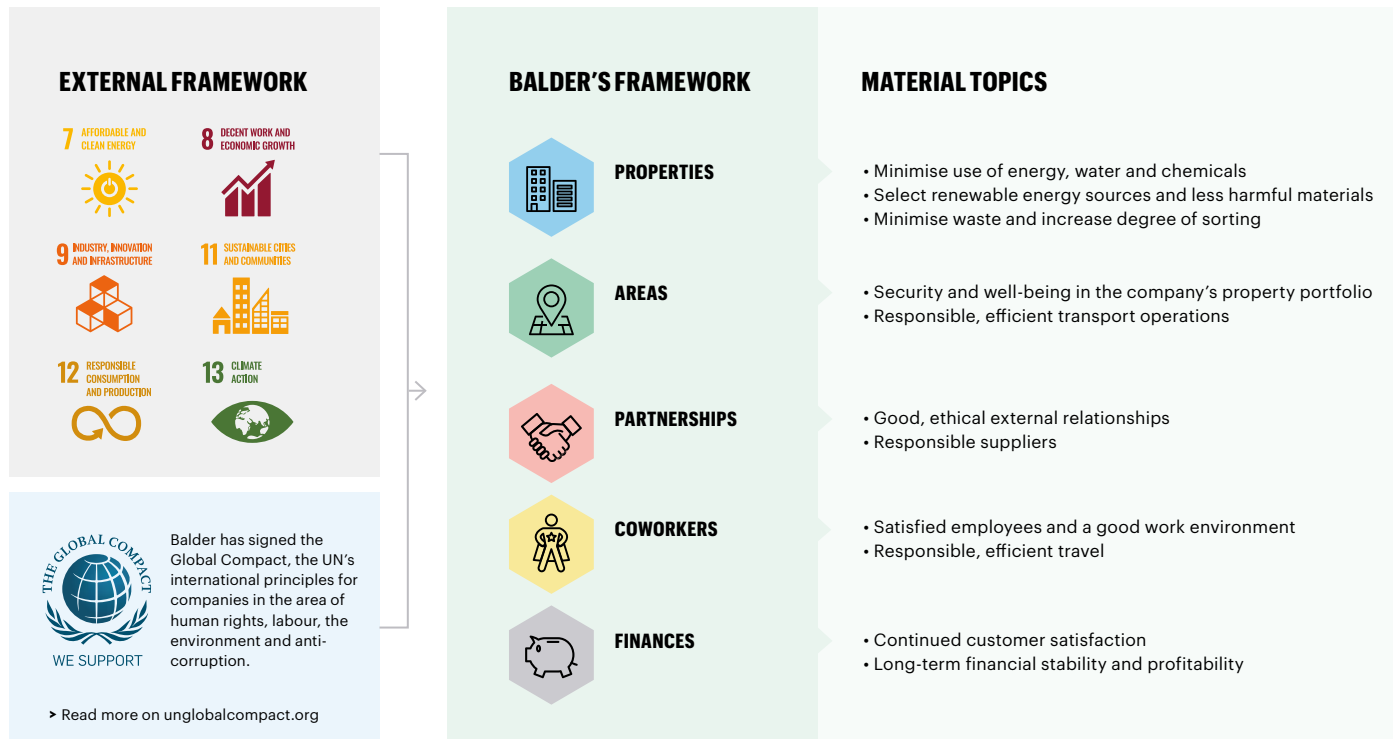 EXTERNAL FRAMEWORK
7 AFFORDABLE AND
CLEAN ENERGY
8 DECENT WORK AND
ECONOMIC GROWTH
9 INDUSTRY, INNOVATION
AND INFRASTRUCTURE
11 SUSTAINABLE CITIES
AND COMMUNITIES
12 RESPONSIBLE
CONSUMPTION
AND PRODUCTION
13 CLIMATE
ACTION
THE GLOBAL COMPACT
WE SUPPORT
Balder has signed the
Global Compact, the UN's
international principles for
companies in the area of
human rights, labour, the
environment and anti-
corruption.
> Read more on unglobalcompact.org
BALDER'S FRAMEWORK
MATERIAL TOPICS
PROPERTIES
• Minimise use of energy, water and chemicals
• Select renewable energy sources and less harmful materials
• Minimise waste and increase degree of sorting
AREAS
• Security and well-being in the company's property portfolio
• Responsible, efficient transport operations
PARTNERSHIPS
• Good, ethical external relationships
• Responsible suppliers
COWORKERS
• Satisfied employees and a good work environment
• Responsible, efficient travel
FINANCES
• Continued customer satisfaction
• Long-term financial stability and profitability